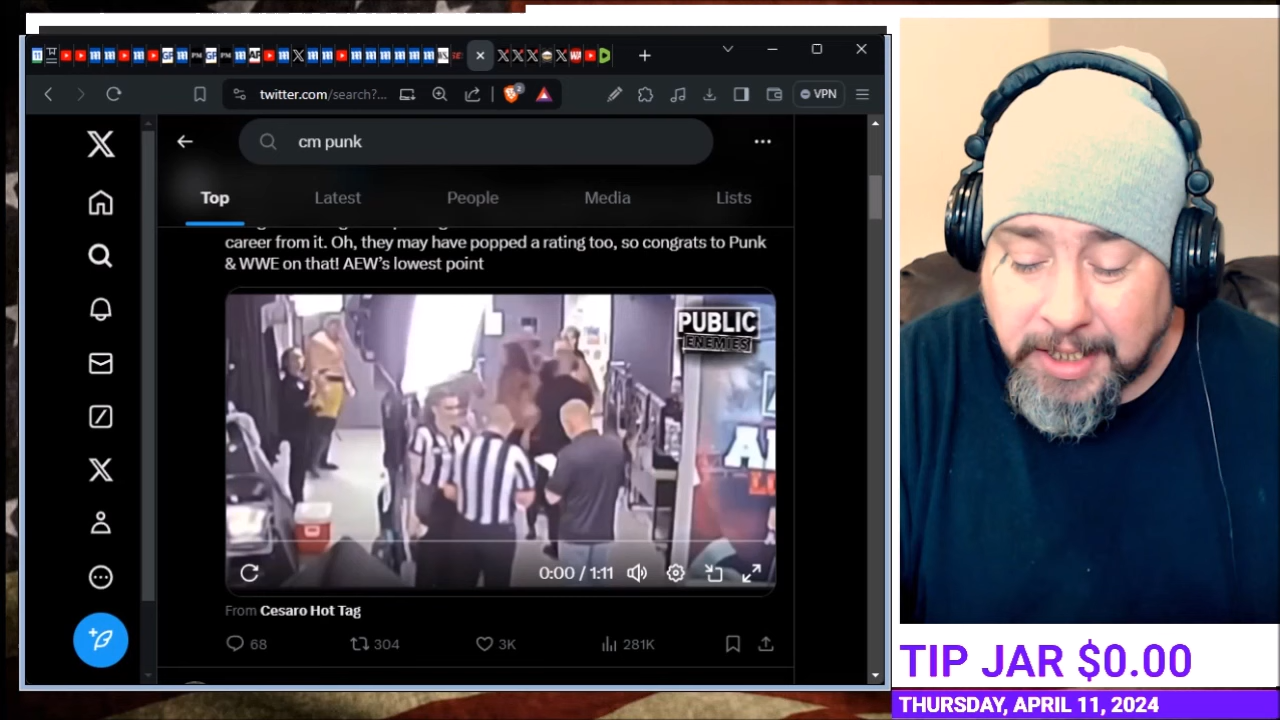 twitter.com/search?...
2
VPN
cm punk
Top
Latest
People
Media
Lists
career from it. Oh, they may have popped a rating too, so congrats to Punk
& WWE on that! AEW’s lowest point
PUBLIC
ENEMIES
0:00 / 1:11
From Cesaro Hot Tag
68
304
3K
281K
TIP JAR $0.00
THURSDAY, APRIL 11, 2024